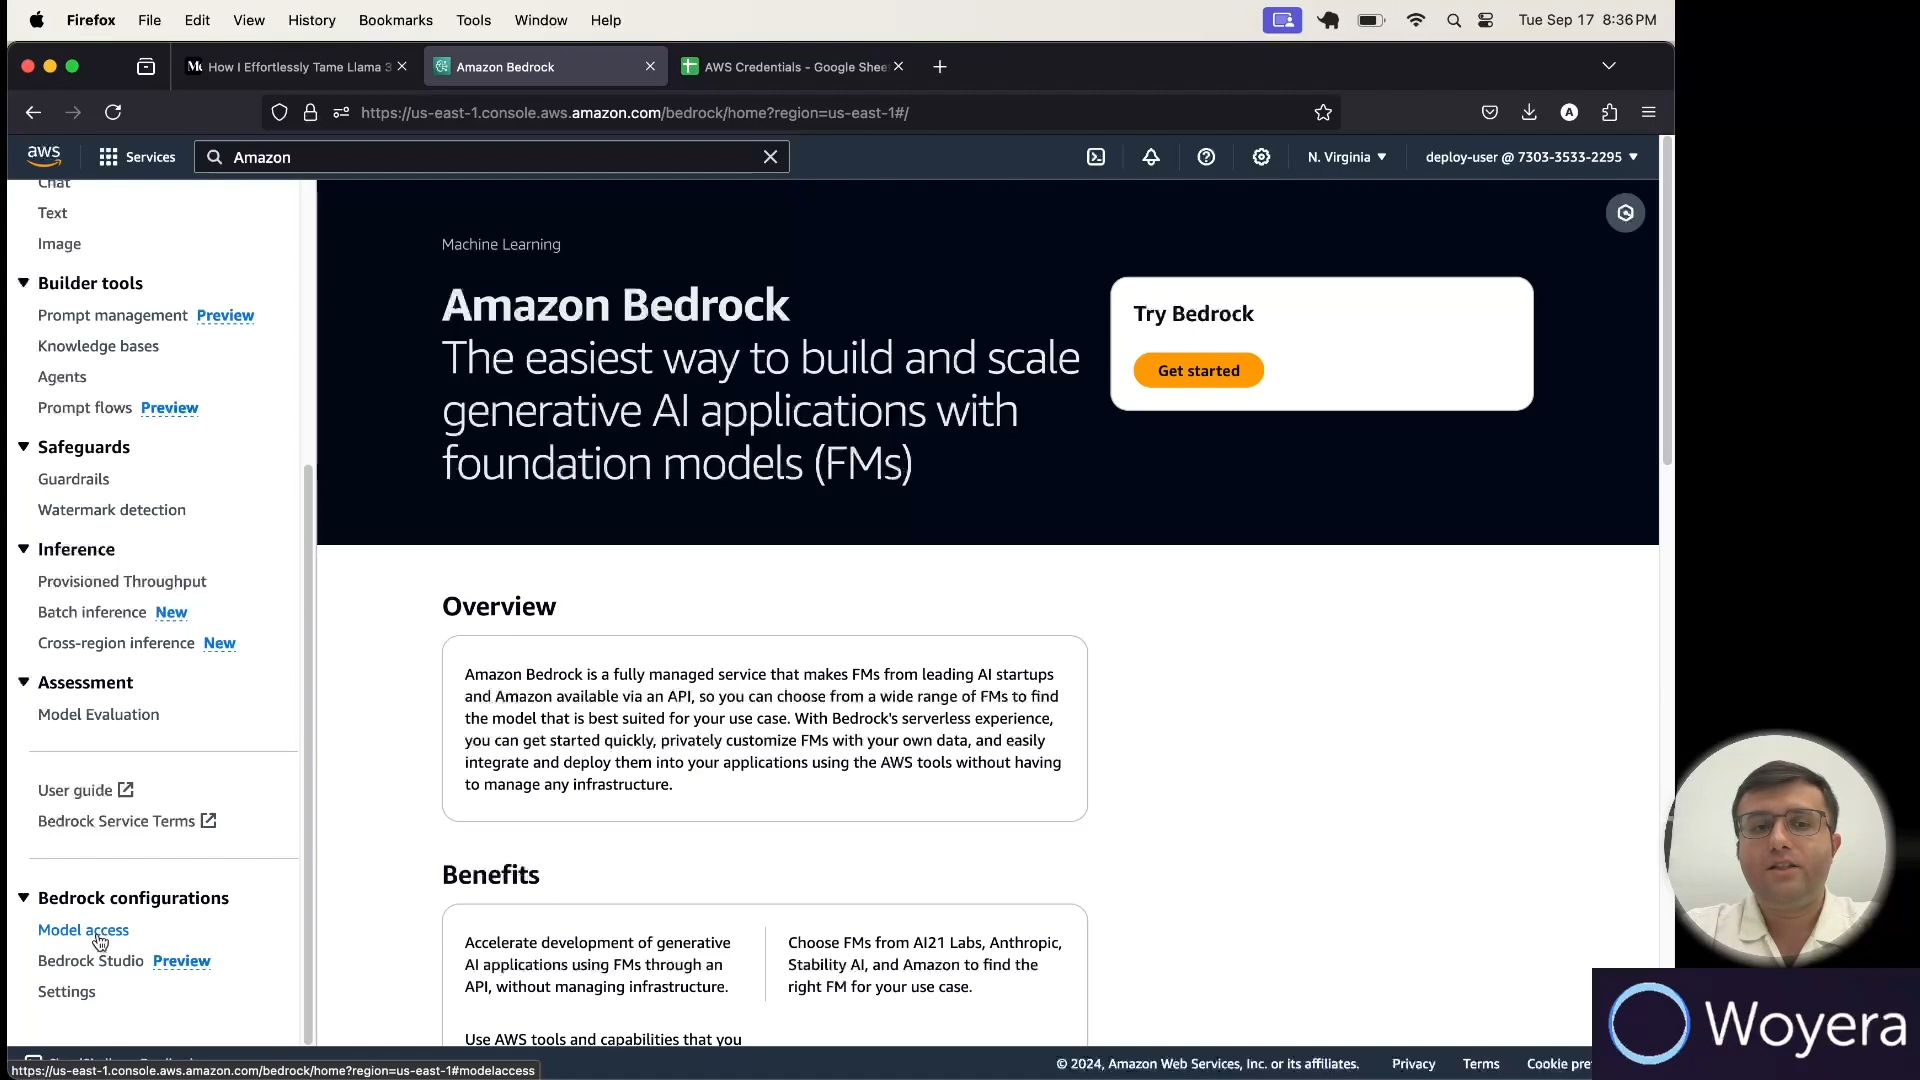 Firefox File Edit View History Bookmarks Tools Window Help
Tue Sep 17 8:36 PM
How I Effortlessly Tame Llama 3
Amazon Bedrock
AWS Credentials - Google Shee
https://us-east-1.console.aws.amazon.com/bedrock/home?region=us-east-1#/
aws
Services
Amazon
N. Virginia
deploy-user @ 7303-3533-2295
Chat
Text
Image
Builder tools
Prompt management Preview
Knowledge bases
Agents
Prompt flows Preview
Safeguards
Guardrails
Watermark detection
Inference
Provisioned Throughput
Batch inference New
Cross-region inference New
Assessment
Model Evaluation
User guide
Bedrock Service Terms
Bedrock configurations
Model access
Bedrock Studio Preview
Settings
Machine Learning
Amazon Bedrock
The easiest way to build and scale
generative AI applications with
foundation models (FMs)
Try Bedrock
Get started
Overview
Amazon Bedrock is a fully managed service that makes FMs from leading AI startups
and Amazon available via an API, so you can choose from a wide range of FMs to find
the model that is best suited for your use case. With Bedrock's serverless experience,
you can get started quickly, privately customize FMs with your own data, and easily
integrate and deploy them into your applications using the AWS tools without having
to manage any infrastructure.
Benefits
Accelerate development of generative
AI applications using FMs through an
API, without managing infrastructure.
Choose FMs from AI21 Labs, Anthropic,
Stability AI, and Amazon to find the
right FM for your use case.
Use AWS tools and capabilities that you
https://us-east-1.console.aws.amazon.com/bedrock/home?region=us-east-1#modelaccess
© 2024, Amazon Web Services, Inc. or its affiliates.
Privacy
Terms
Cookie pre
Woyera